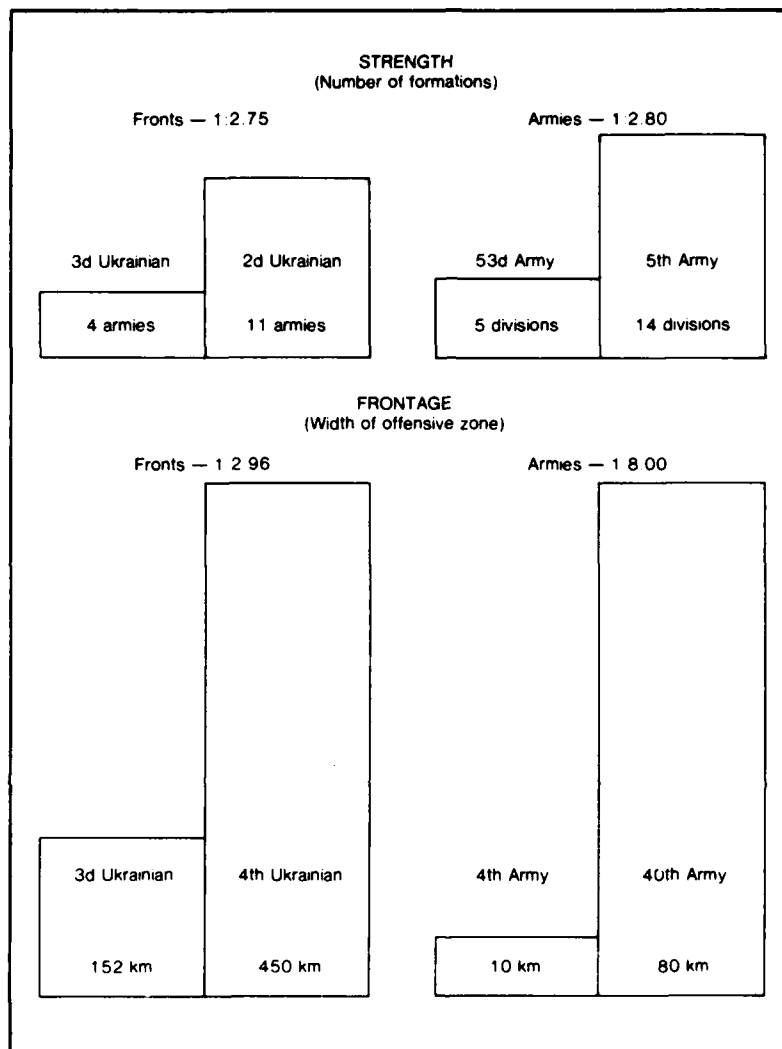 STRENGTH
(Number of formations)
Fronts — 1:2.75
Armies — 1:2.80
3d Ukrainian
2d Ukrainian
53d Army
5th Army
4 armies
11 armies
5 divisions
14 divisions
FRONTAGE
(Width of offensive zone)
Fronts — 1 2 96
Armies — 1 8.00
3d Ukrainian
4th Ukrainian
4th Army
40th Army
152 km
450 km
10 km
80 km